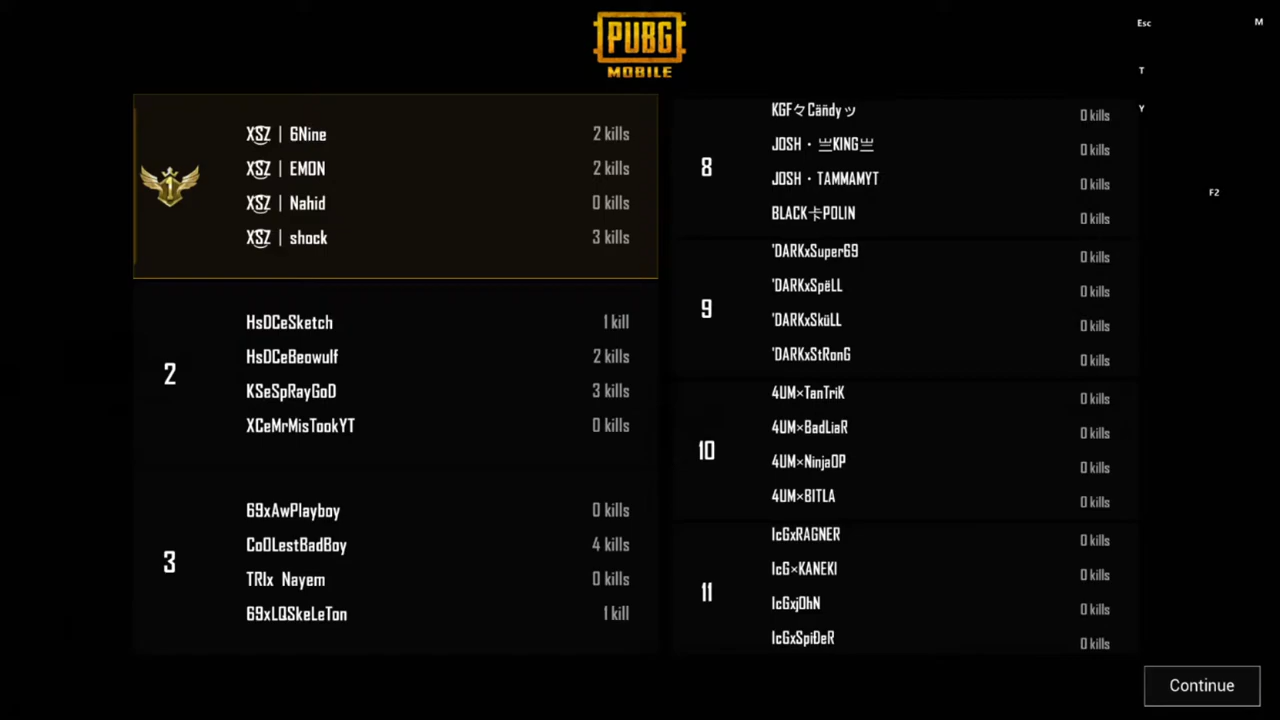 PUBG
MOBILE
Esc
M
T
Y
F2
1
XSZ | 6Nine 2 kills
XSZ | EMON 2 kills
XSZ | Nahid 0 kills
XSZ | shock 3 kills
2
HsDCeSketch 1 kill
HsDCeBeowulf 2 kills
KSeSpRayGoD 3 kills
XCeMrMisTookYT 0 kills
3
69xAwPlayboy 0 kills
CoOLestBadBoy 4 kills
TRIx Nayem 0 kills
69xLQSkeLeTon 1 kill
8
KGF々Cändyッ 0 kills
JOSH・亗KING亗 0 kills
JOSH・TAMMAMYT 0 kills
BLACK卡POLIN 0 kills
9
'DARKxSuper69 0 kills
'DARKxSpëLL 0 kills
'DARKxSküLL 0 kills
'DARKxStRonG 0 kills
10
4UM×TanTriK 0 kills
4UM×BadLiaR 0 kills
4UM×NinjaOP 0 kills
4UM×BITLA 0 kills
11
IcGxRAGNER 0 kills
IcG×KANEKI 0 kills
IcGxjOhN 0 kills
IcGxSpiĐeR 0 kills
Continue